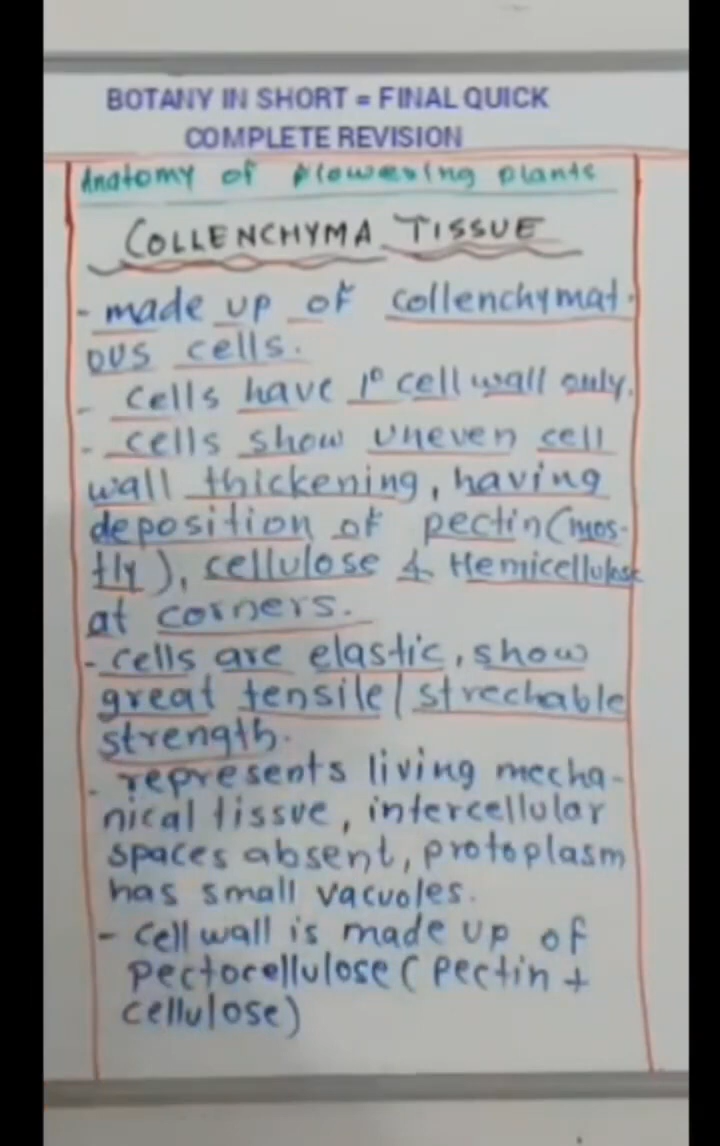 BOTANY IN SHORT = FINAL QUICK
COMPLETE REVISION
Anatomy of Flowering plants
COLLENCHYMA TISSUE
- made up of collenchymat-
ous cells.
- cells have 1° cell wall only.
- cells show uneven cell
wall thickening, having
deposition of pectin(mos-
tly), cellulose & Hemicellulose
at corners.
- cells are elastic, show
great tensile/strechable
strength.
- represents living mecha-
nical tissue, intercellular
spaces absent, protoplasm
has small vacuoles.
- cell wall is made up of
pectocellulose (pectin +
cellulose)